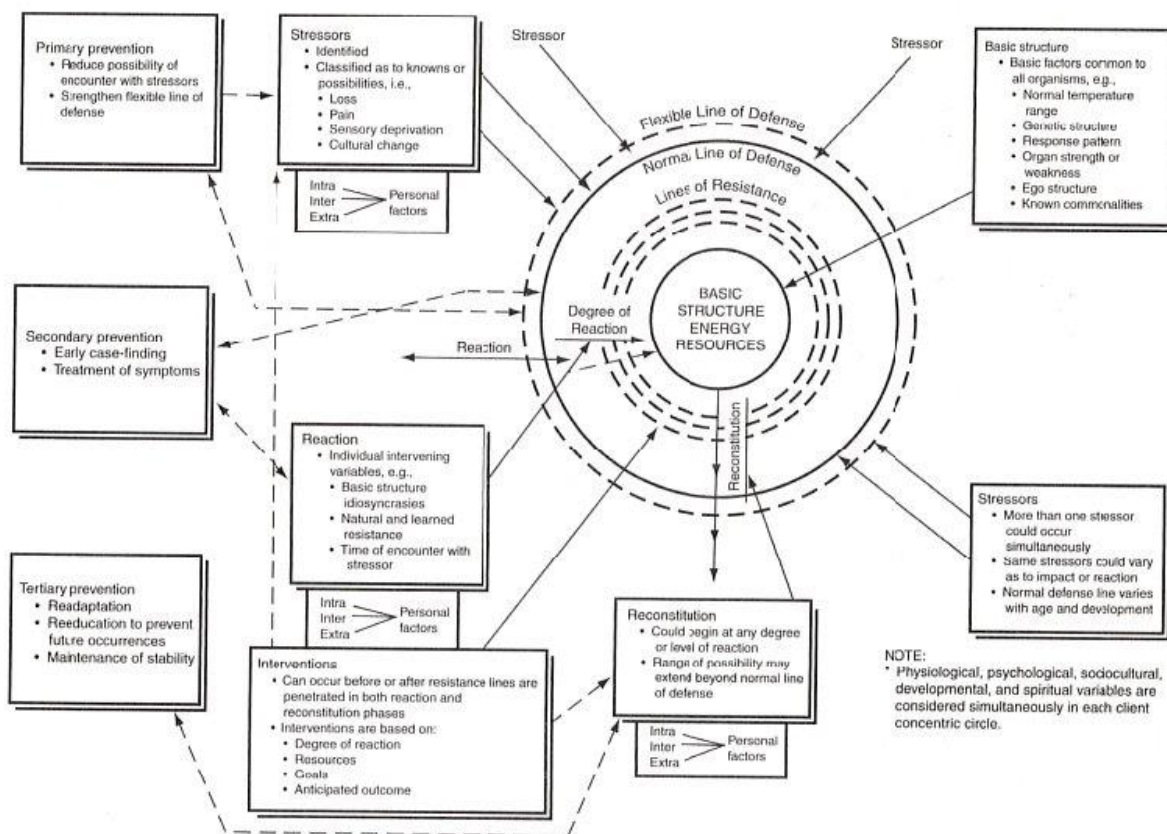 Primary prevention
• Reduce possibility of
encounter with stressors
• Strengthen flexible line of
defense
Stressors
• Identified
• Classified as to knowns or
possibilities, i.e.,
• Loss
• Pain
• Sensory deprivation
• Cultural change
Intra
Inter
Extra
Personal
factors
Stressor
Stressor
Basic structure
• Basic factors common to
all organisms, e.g.,
• Normal temperature
range
• Genetic structure
• Response pattern
• Organ strength or
weakness
• Ego structure
• Known commonalities
Flexible Line of Defense
Normal Line of Defense
Lines of Resistance
BASIC
STRUCTURE
ENERGY
RESOURCES
Degree of
Reaction
Reaction
Reconstitution
Secondary prevention
• Early case-finding
• Treatment of symptoms
Reaction
• Individual intervening
variables, e.g.,
• Basic structure
idiosyncrasies
• Natural and learned
resistance
• Time of encounter with
stressor
Intra
Inter
Extra
Personal
factors
Stressors
• More than one stressor
could occur
simultaneously
• Same stressors could vary
as to impact or reaction
• Normal defense line varies
with age and development
Tertiary prevention
• Readaptation
• Reeducation to prevent
future occurrences
• Maintenance of stability
Interventions
• Can occur before or after resistance lines are
penetrated in both reaction and
reconstitution phases
• Interventions are based on:
• Degree of reaction
• Resources
• Goals
• Anticipated outcome
Reconstitution
• Could begin at any degree
or level of reaction
• Range of possibility may
extend beyond normal line
of defense
Intra
Inter
Extra
Personal
factors
NOTE:
* Physiological, psychological, sociocultural,
developmental, and spiritual variables are
considered simultaneously in each client
concentric circle.